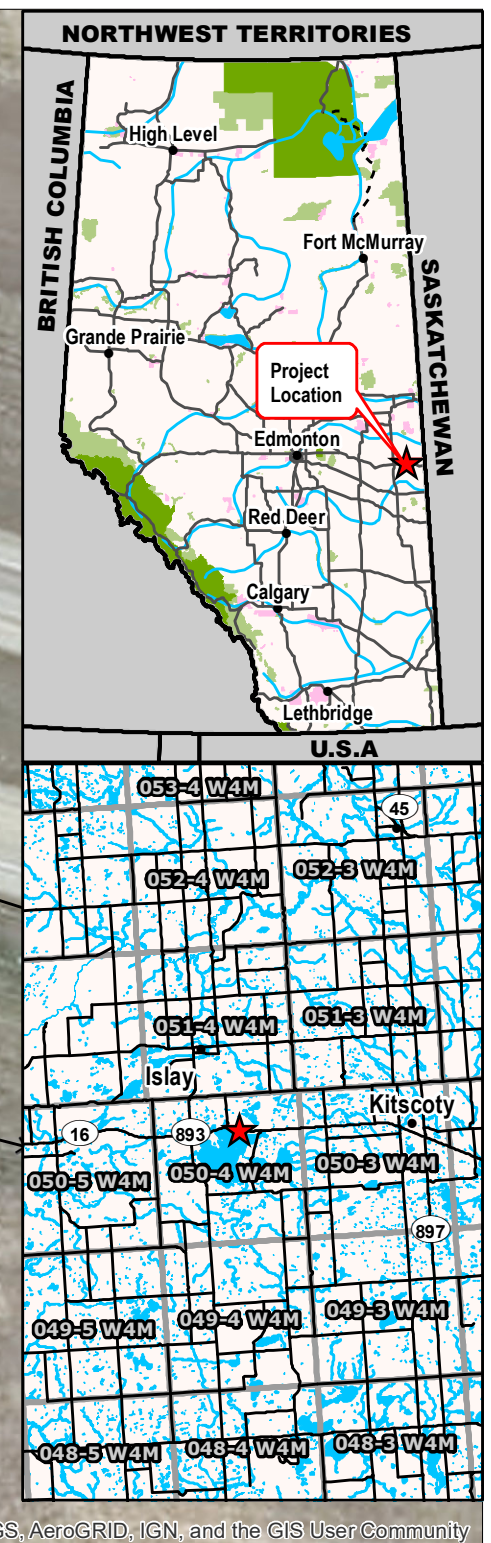 NORTHWEST TERRITORIES
BRITISH COLUMBIA
High Level
Fort McMurray
SASKATCHEWAN
Grande Prairie
Project
Location
Edmonton
Red Deer
Calgary
Lethbridge
U.S.A
053-4 W4M
45
052-4 W4M
052-3 W4M
051-4 W4M
051-3 W4M
Islay
Kitscoty
16
893
050-5 W4M
050-4 W4M
050-3 W4M
897
049-5 W4M
049-4 W4M
049-3 W4M
048-5 W4M
048-4 W4M
048-3 W4M
GS, AeroGRID, IGN, and the GIS User Community